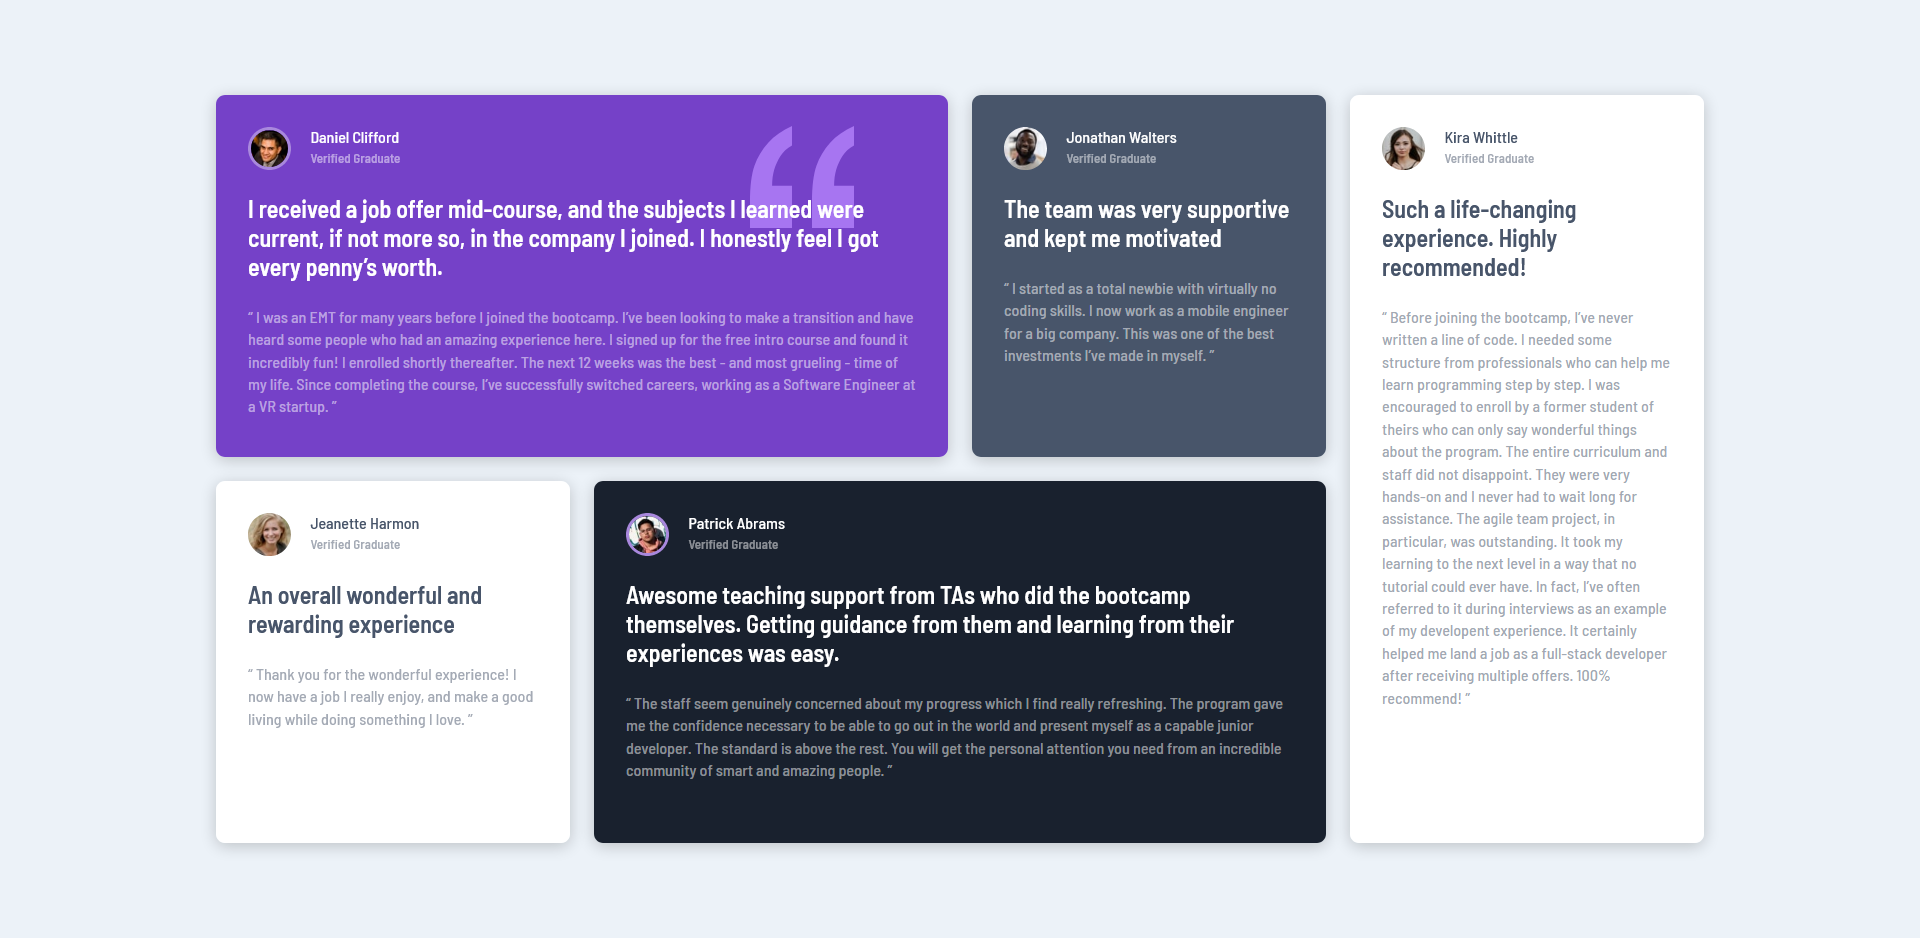 Daniel Clifford
Verified Graduate
I received a job offer mid-course, and the subjects I learned were
current, if not more so, in the company I joined. I honestly feel I got
every penny’s worth.
“ I was an EMT for many years before I joined the bootcamp. I’ve been looking to make a transition and have
heard some people who had an amazing experience here. I signed up for the free intro course and found it
incredibly fun! I enrolled shortly thereafter. The next 12 weeks was the best - and most grueling - time of
my life. Since completing the course, I’ve successfully switched careers, working as a Software Engineer at
a VR startup. ”
Jonathan Walters
Verified Graduate
The team was very supportive
and kept me motivated
“ I started as a total newbie with virtually no
coding skills. I now work as a mobile engineer
for a big company. This was one of the best
investments I’ve made in myself. ”
Kira Whittle
Verified Graduate
Such a life-changing
experience. Highly
recommended!
“ Before joining the bootcamp, I’ve never
written a line of code. I needed some
structure from professionals who can help me
learn programming step by step. I was
encouraged to enroll by a former student of
theirs who can only say wonderful things
about the program. The entire curriculum and
staff did not disappoint. They were very
hands-on and I never had to wait long for
assistance. The agile team project, in
particular, was outstanding. It took my
learning to the next level in a way that no
tutorial could ever have. In fact, I’ve often
referred to it during interviews as an example
of my developent experience. It certainly
helped me land a job as a full-stack developer
after receiving multiple offers. 100%
recommend! ”
Jeanette Harmon
Verified Graduate
An overall wonderful and
rewarding experience
“ Thank you for the wonderful experience! I
now have a job I really enjoy, and make a good
living while doing something I love. ”
Patrick Abrams
Verified Graduate
Awesome teaching support from TAs who did the bootcamp
themselves. Getting guidance from them and learning from their
experiences was easy.
“ The staff seem genuinely concerned about my progress which I find really refreshing. The program gave
me the confidence necessary to be able to go out in the world and present myself as a capable junior
developer. The standard is above the rest. You will get the personal attention you need from an incredible
community of smart and amazing people. ”